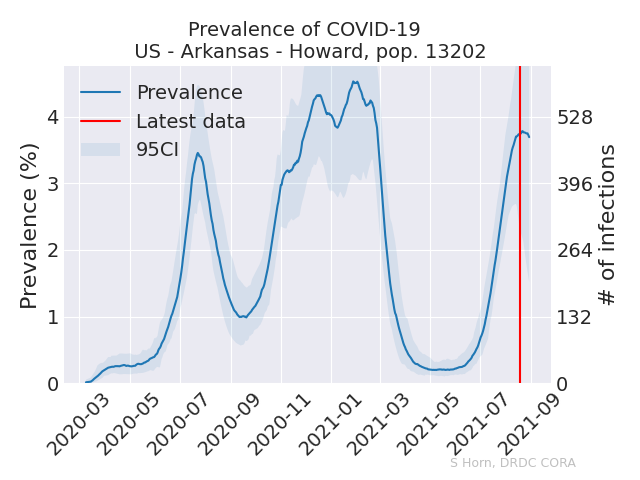 Prevalence of COVID-19
US - Arkansas - Howard, pop. 13202
Prevalence
Latest data
95CI
Prevalence (%)
4
3
2
1
0
# of infections
528
396
264
132
0
2020-03
2020-05
2020-07
2020-09
2020-11
2021-01
2021-03
2021-05
2021-07
2021-09
S Horn, DRDC CORA